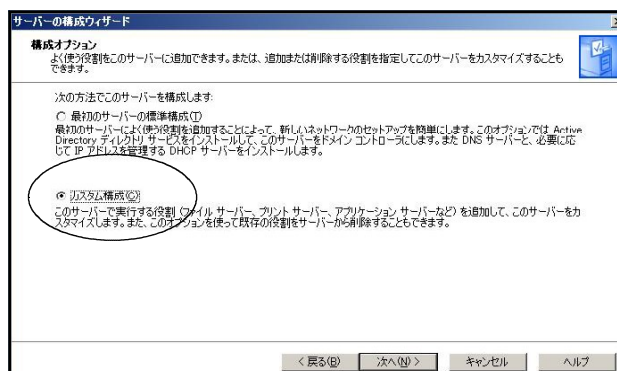 サーバーの構成ウィザード
構成オプション
よく使う役割をこのサーバーに追加できます。または、追加または削除する役割を指定してこのサーバーをカスタマイズすることも
できます。
次の方法でこのサーバーを構成します:
最初のサーバーの標準構成(T)
最初のサーバーによく使う役割を追加することによって、新しいネットワークのセットアップを簡単にします。このオプションでは Active
Directory ディレクトリ サービスをインストールして、このサーバーをドメイン コントローラにします。また DNS サーバーと、必要に応
じて IP アドレスを管理する DHCP サーバーをインストールします。
カスタム構成(C)
このサーバーで実行する役割 (ファイル サーバー、プリント サーバー、アプリケーション サーバーなど) を追加して、このサーバーをカ
スタマイズします。また、このオプションを使って既存の役割をサーバーから削除することもできます。
< 戻る(B) 次へ(N) > キャンセル ヘルプ